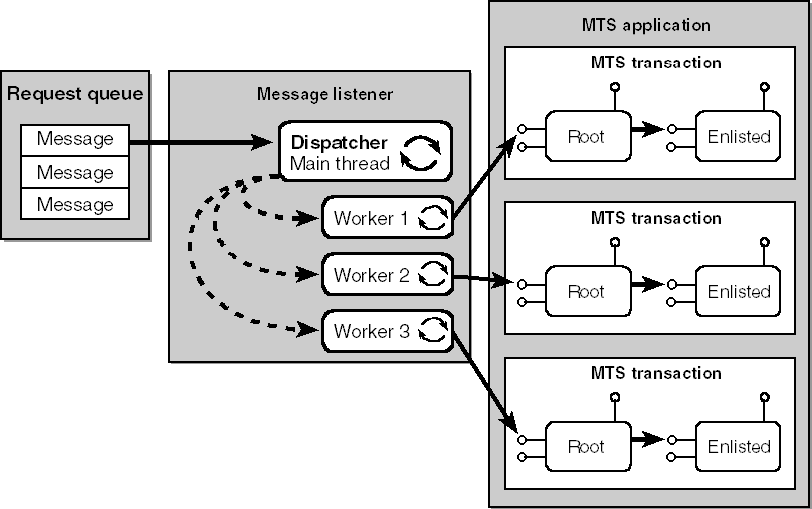 Request queue
Message
Message
Message
Message listener
Dispatcher
Main thread
Worker 1
Worker 2
Worker 3
MTS application
MTS transaction
Root
Enlisted
MTS transaction
Root
Enlisted
MTS transaction
Root
Enlisted